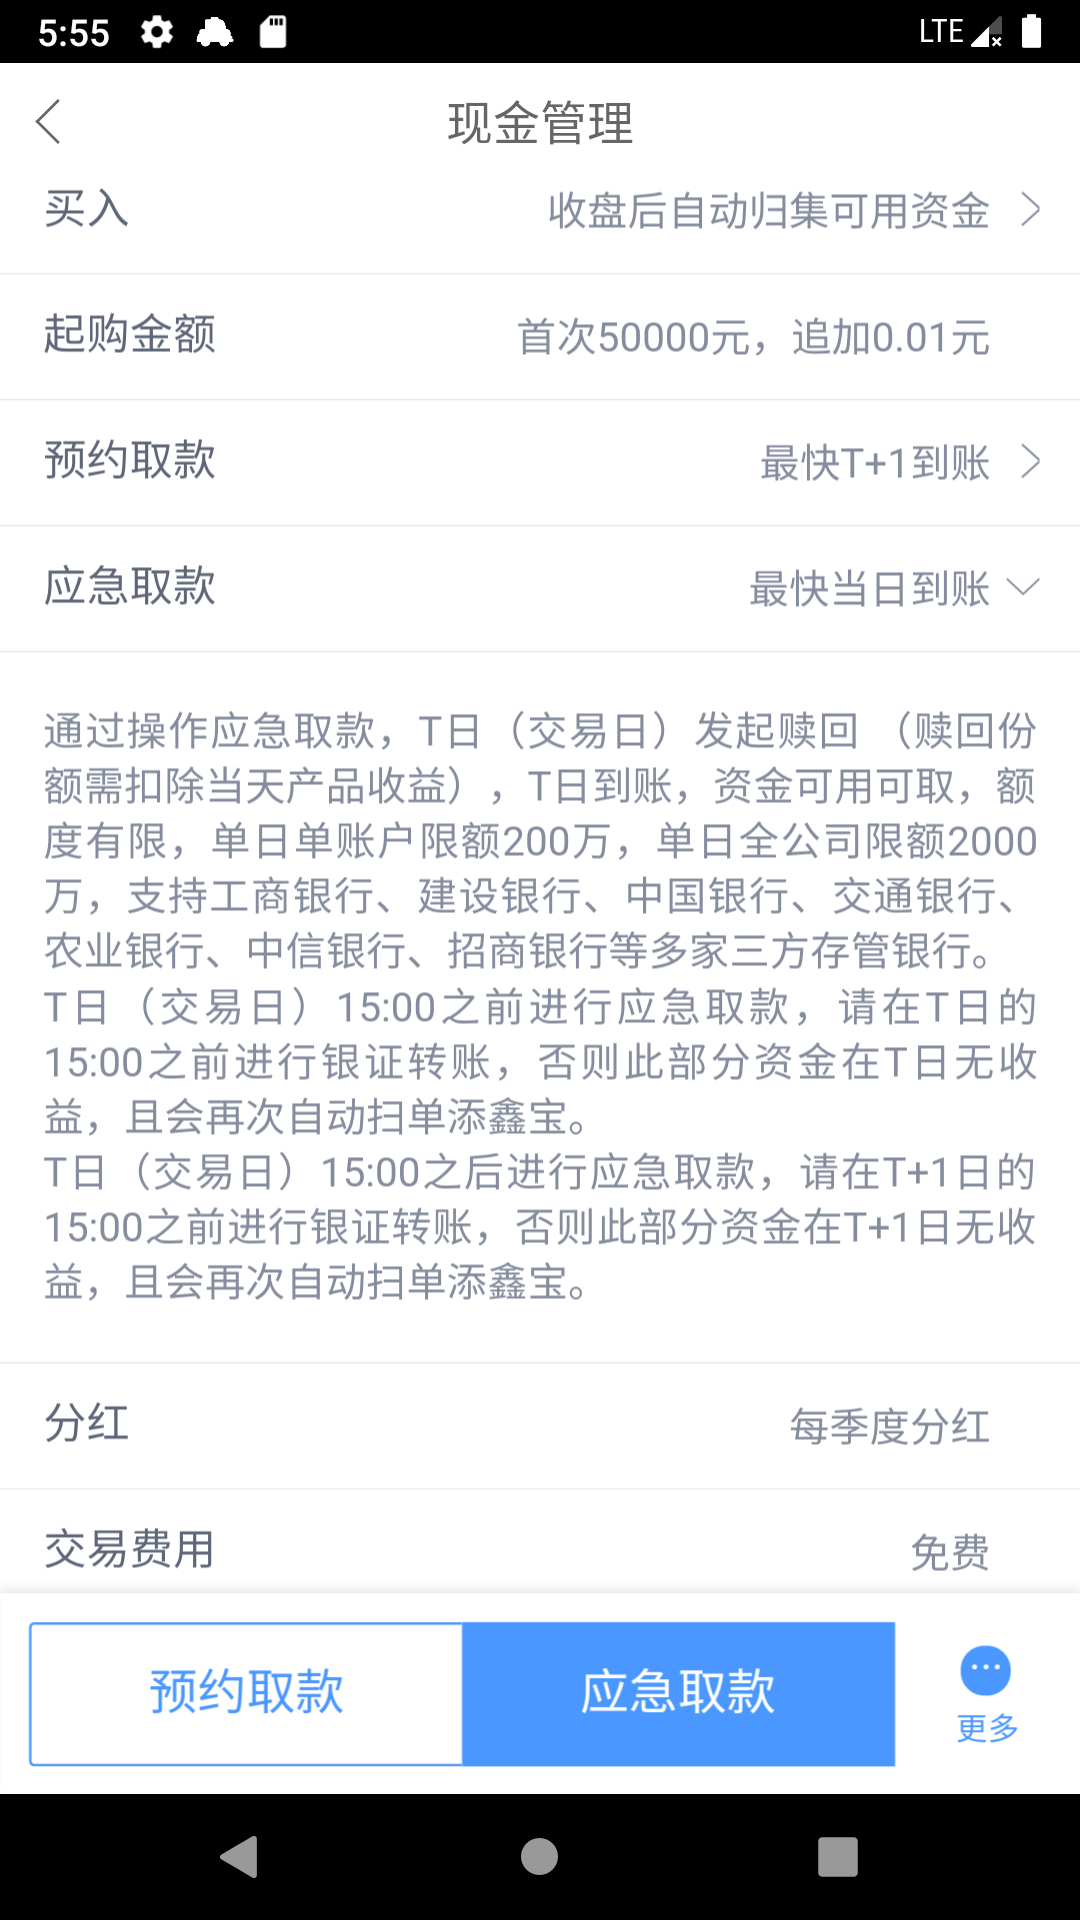 5:55
LTE
现金管理
买入
收盘后自动归集可用资金
起购金额
首次50000元，追加0.01元
预约取款
最快T+1到账
应急取款
最快当日到账
通过操作应急取款，T日（交易日）发起赎回（赎回份
额需扣除当天产品收益），T日到账，资金可用可取，额
度有限，单日单账户限额200万，单日全公司限额2000
万，支持工商银行、建设银行、中国银行、交通银行、
农业银行、中信银行、招商银行等多家三方存管银行。
T日（交易日）15:00之前进行应急取款，请在T日的
15:00之前进行银证转账，否则此部分资金在T日无收
益，且会再次自动扫单添鑫宝。
T日（交易日）15:00之后进行应急取款，请在T+1日的
15:00之前进行银证转账，否则此部分资金在T+1日无收
益，且会再次自动扫单添鑫宝。
分红
每季度分红
交易费用
免费
预约取款
应急取款
更多